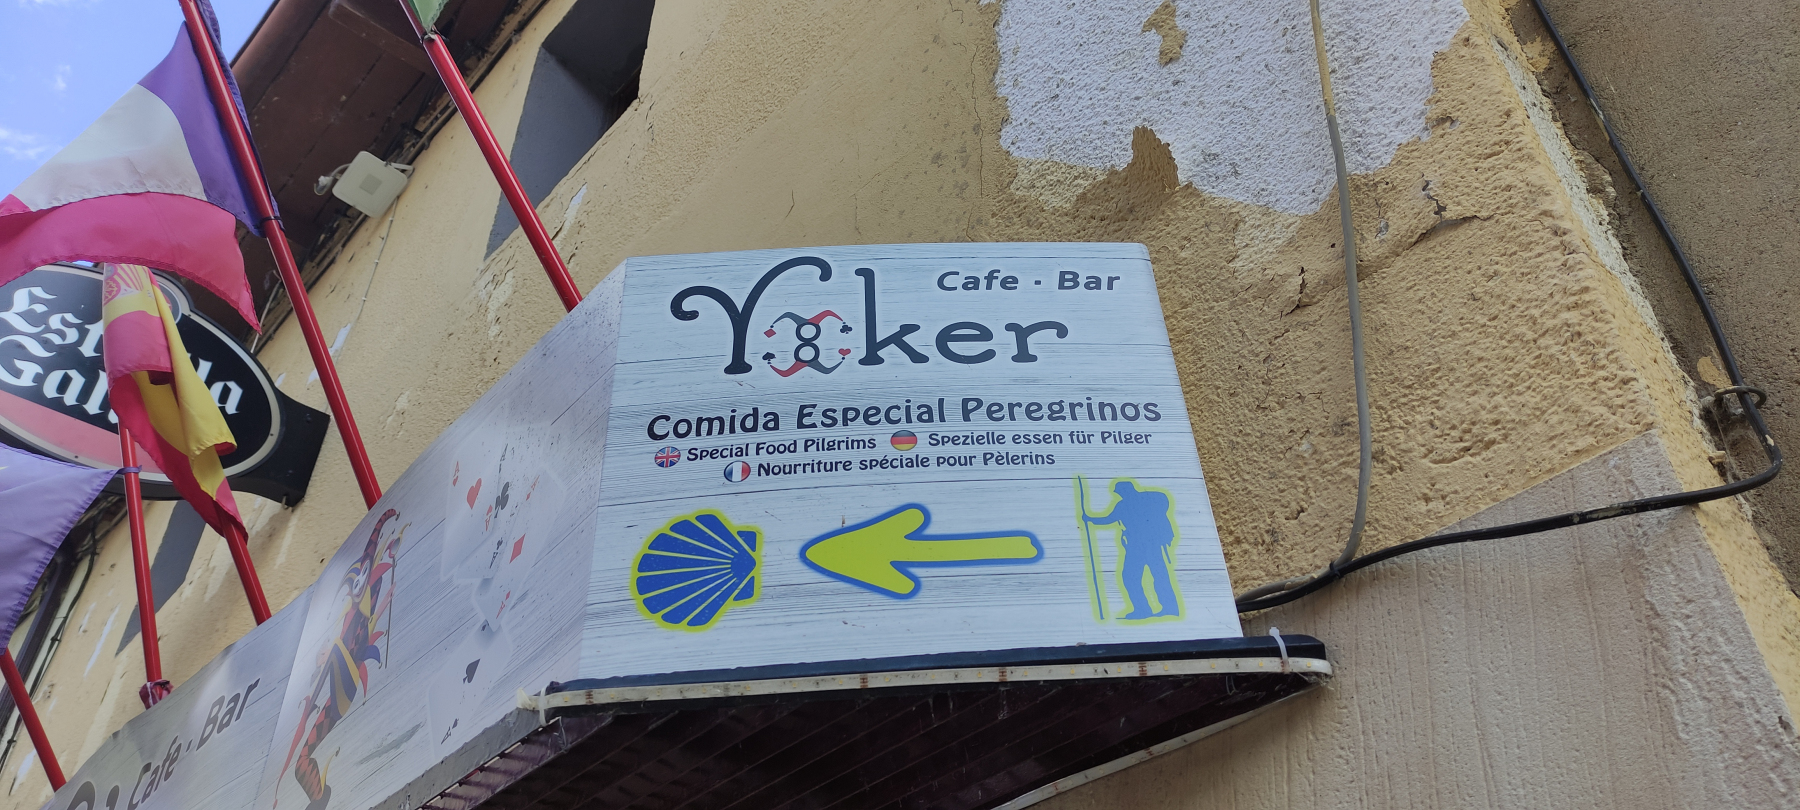 Cafe · Bar
Yoker
Comida Especial Peregrinos
Special Food Pilgrims Spezielle essen für Pilger
Nourriture spéciale pour Pèlerins
Cafe · Bar